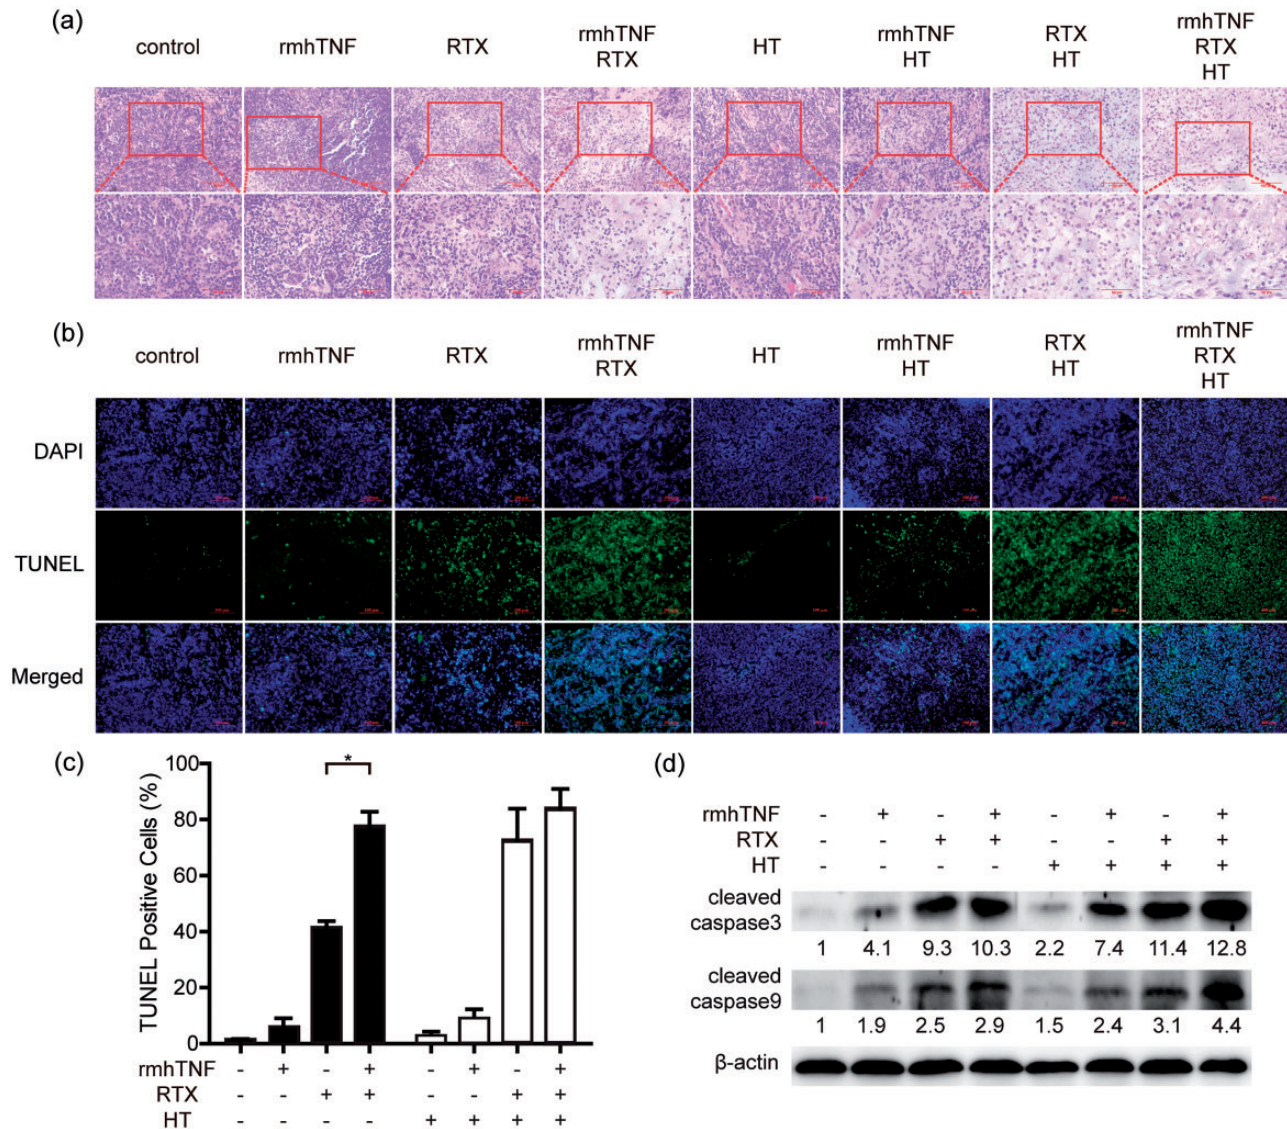 (a)
control rmhTNF RTX rmhTNF RTX HT rmhTNF HT RTX HT rmhTNF RTX HT
(b)
control rmhTNF RTX rmhTNF RTX HT rmhTNF HT RTX HT rmhTNF RTX HT
DAPI
TUNEL
Merged
(c)
TUNEL Positive Cells (%)
100
80
60
40
20
0
*
rmhTNF - + - + - + - +
RTX - - + + - - + +
HT - - - - + + + +
(d)
rmhTNF - + - + - + - +
RTX - - + + - - + +
HT - - - - + + + +
cleaved
caspase3
1 4.1 9.3 10.3 2.2 7.4 11.4 12.8
cleaved
caspase9
1 1.9 2.5 2.9 1.5 2.4 3.1 4.4
β-actin